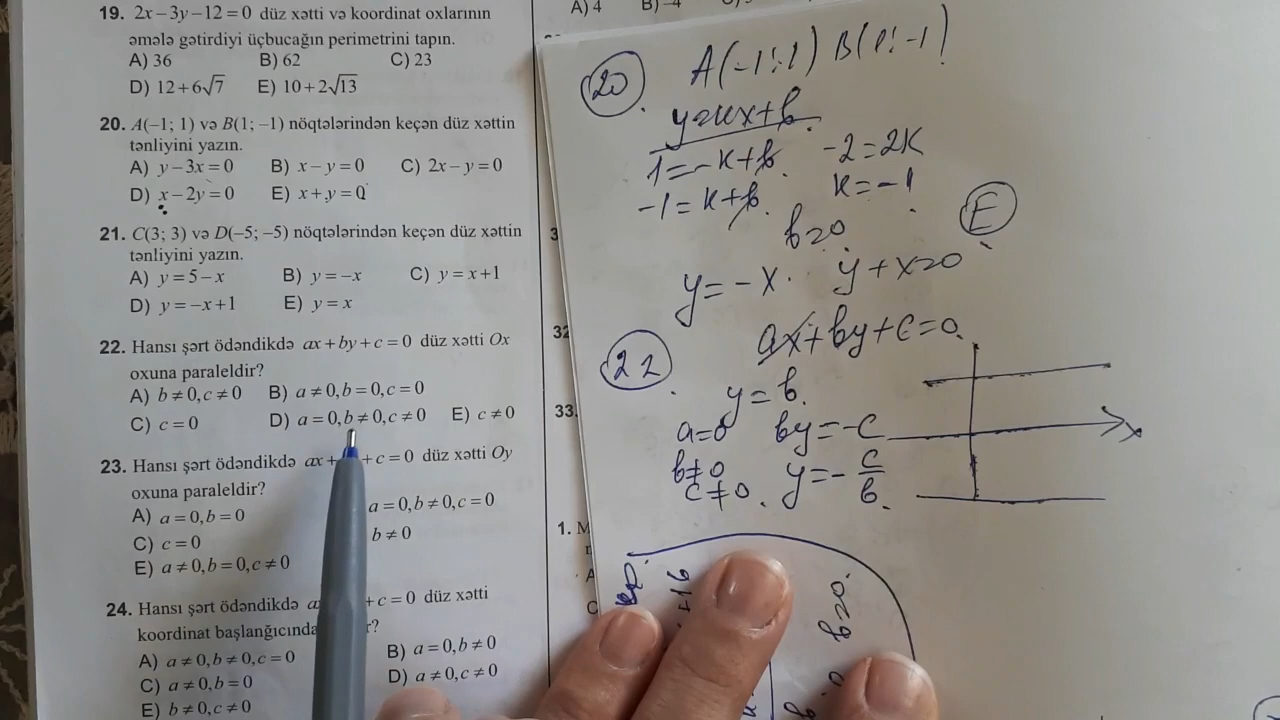 19. 2x−3y−12=0 düz xətti və koordinat oxlarının
əmələ gətirdiyi üçbucağın perimetrini tapın.
A) 36 B) 62 C) 23
D) 12+6√7 E) 10+2√13
20. A(−1; 1) və B(1; −1) nöqtələrindən keçən düz xəttin
tənliyini yazın.
A) y−3x=0 B) x−y=0 C) 2x−y=0
D) x−2y=0 E) x+y=0
21. C(3; 3) və D(−5; −5) nöqtələrindən keçən düz xəttin
tənliyini yazın.
A) y=5−x B) y=−x C) y=x+1
D) y=−x+1 E) y=x
22. Hansı şərt ödəndikdə ax+by+c=0 düz xətti Ox
oxuna paraleldir?
A) b≠0,c≠0 B) a≠0,b=0,c=0
C) c=0 D) a=0,b≠0,c≠0 E) c≠0
23. Hansı şərt ödəndikdə ax+ +c=0 düz xətti Oy
oxuna paraleldir?
A) a=0,b=0 a=0,b≠0,c=0
C) c=0 b≠0
E) a≠0,b=0,c≠0
24. Hansı şərt ödəndikdə +c=0 düz xətti
koordinat
A) a≠0,b≠0,c=0 B) a=0,b≠0
C) a≠0,b=0 D) a≠0,c≠0
E) b≠0,c≠0
A) 4 B) −4
32
33.
1.
20 A(−1;1) B(1;−1)
y=kx+b
1=−k+b −2=2k
−1=k+b k=−1
b=0 E
y=−x y+x=0
22 ax+by+c=0
y=b
a=0 by=−c
b≠0 y=−c/b
c≠0
x